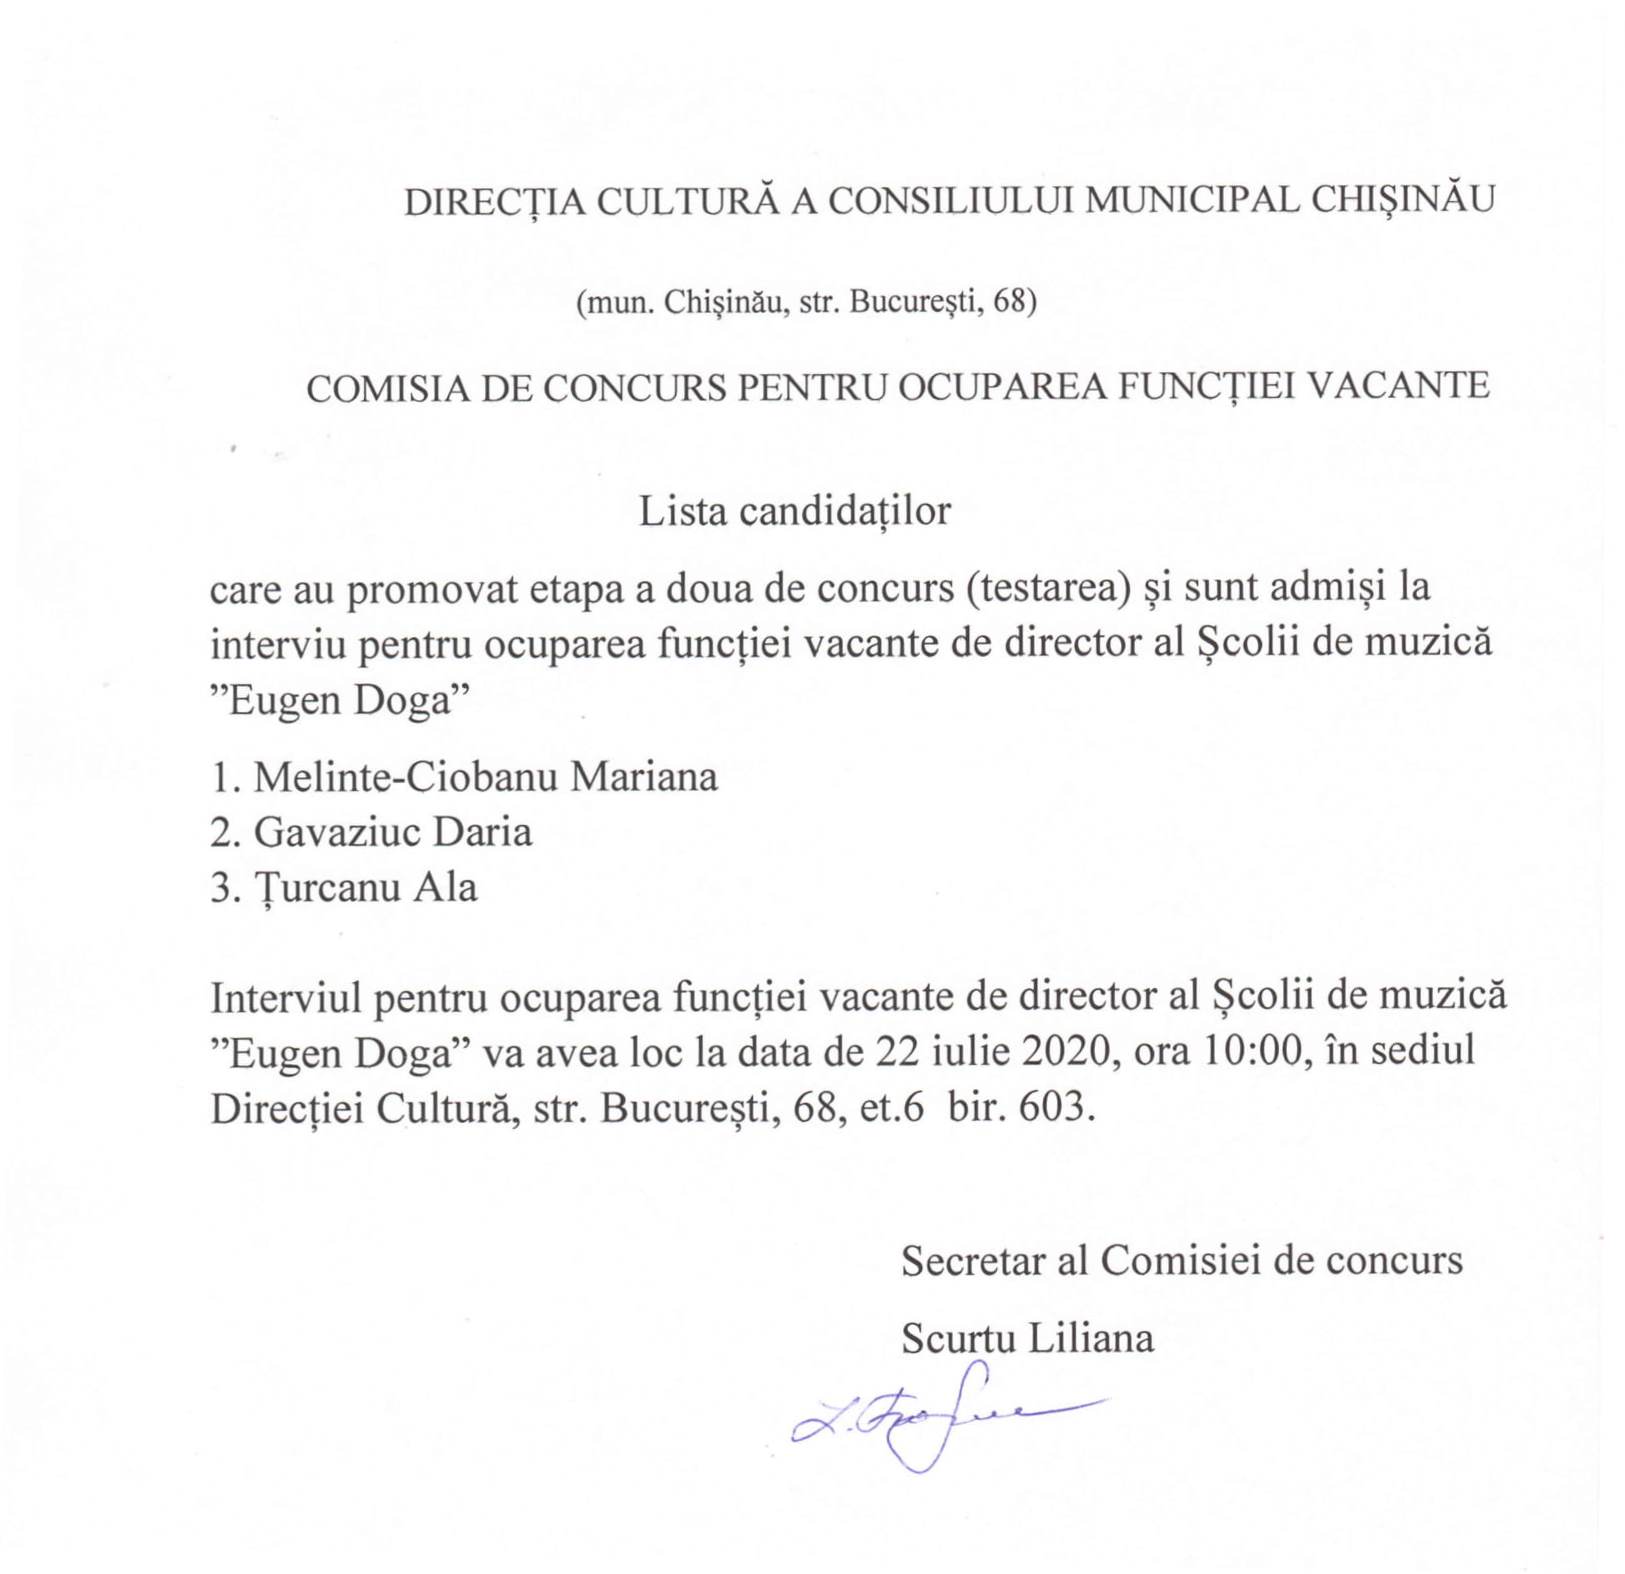 DIRECȚIA CULTURĂ A CONSILIULUI MUNICIPAL CHIȘINĂU
(mun. Chișinău, str. București, 68)
COMISIA DE CONCURS PENTRU OCUPAREA FUNCȚIEI VACANTE
Lista candidaților
care au promovat etapa a doua de concurs (testarea) și sunt admiși la
interviu pentru ocuparea funcției vacante de director al Școlii de muzică
”Eugen Doga”
1. Melinte-Ciobanu Mariana
2. Gavaziuc Daria
3. Țurcanu Ala
Interviul pentru ocuparea funcției vacante de director al Școlii de muzică
”Eugen Doga” va avea loc la data de 22 iulie 2020, ora 10:00, în sediul
Direcției Cultură, str. București, 68, et.6  bir. 603.
Secretar al Comisiei de concurs
Scurtu Liliana